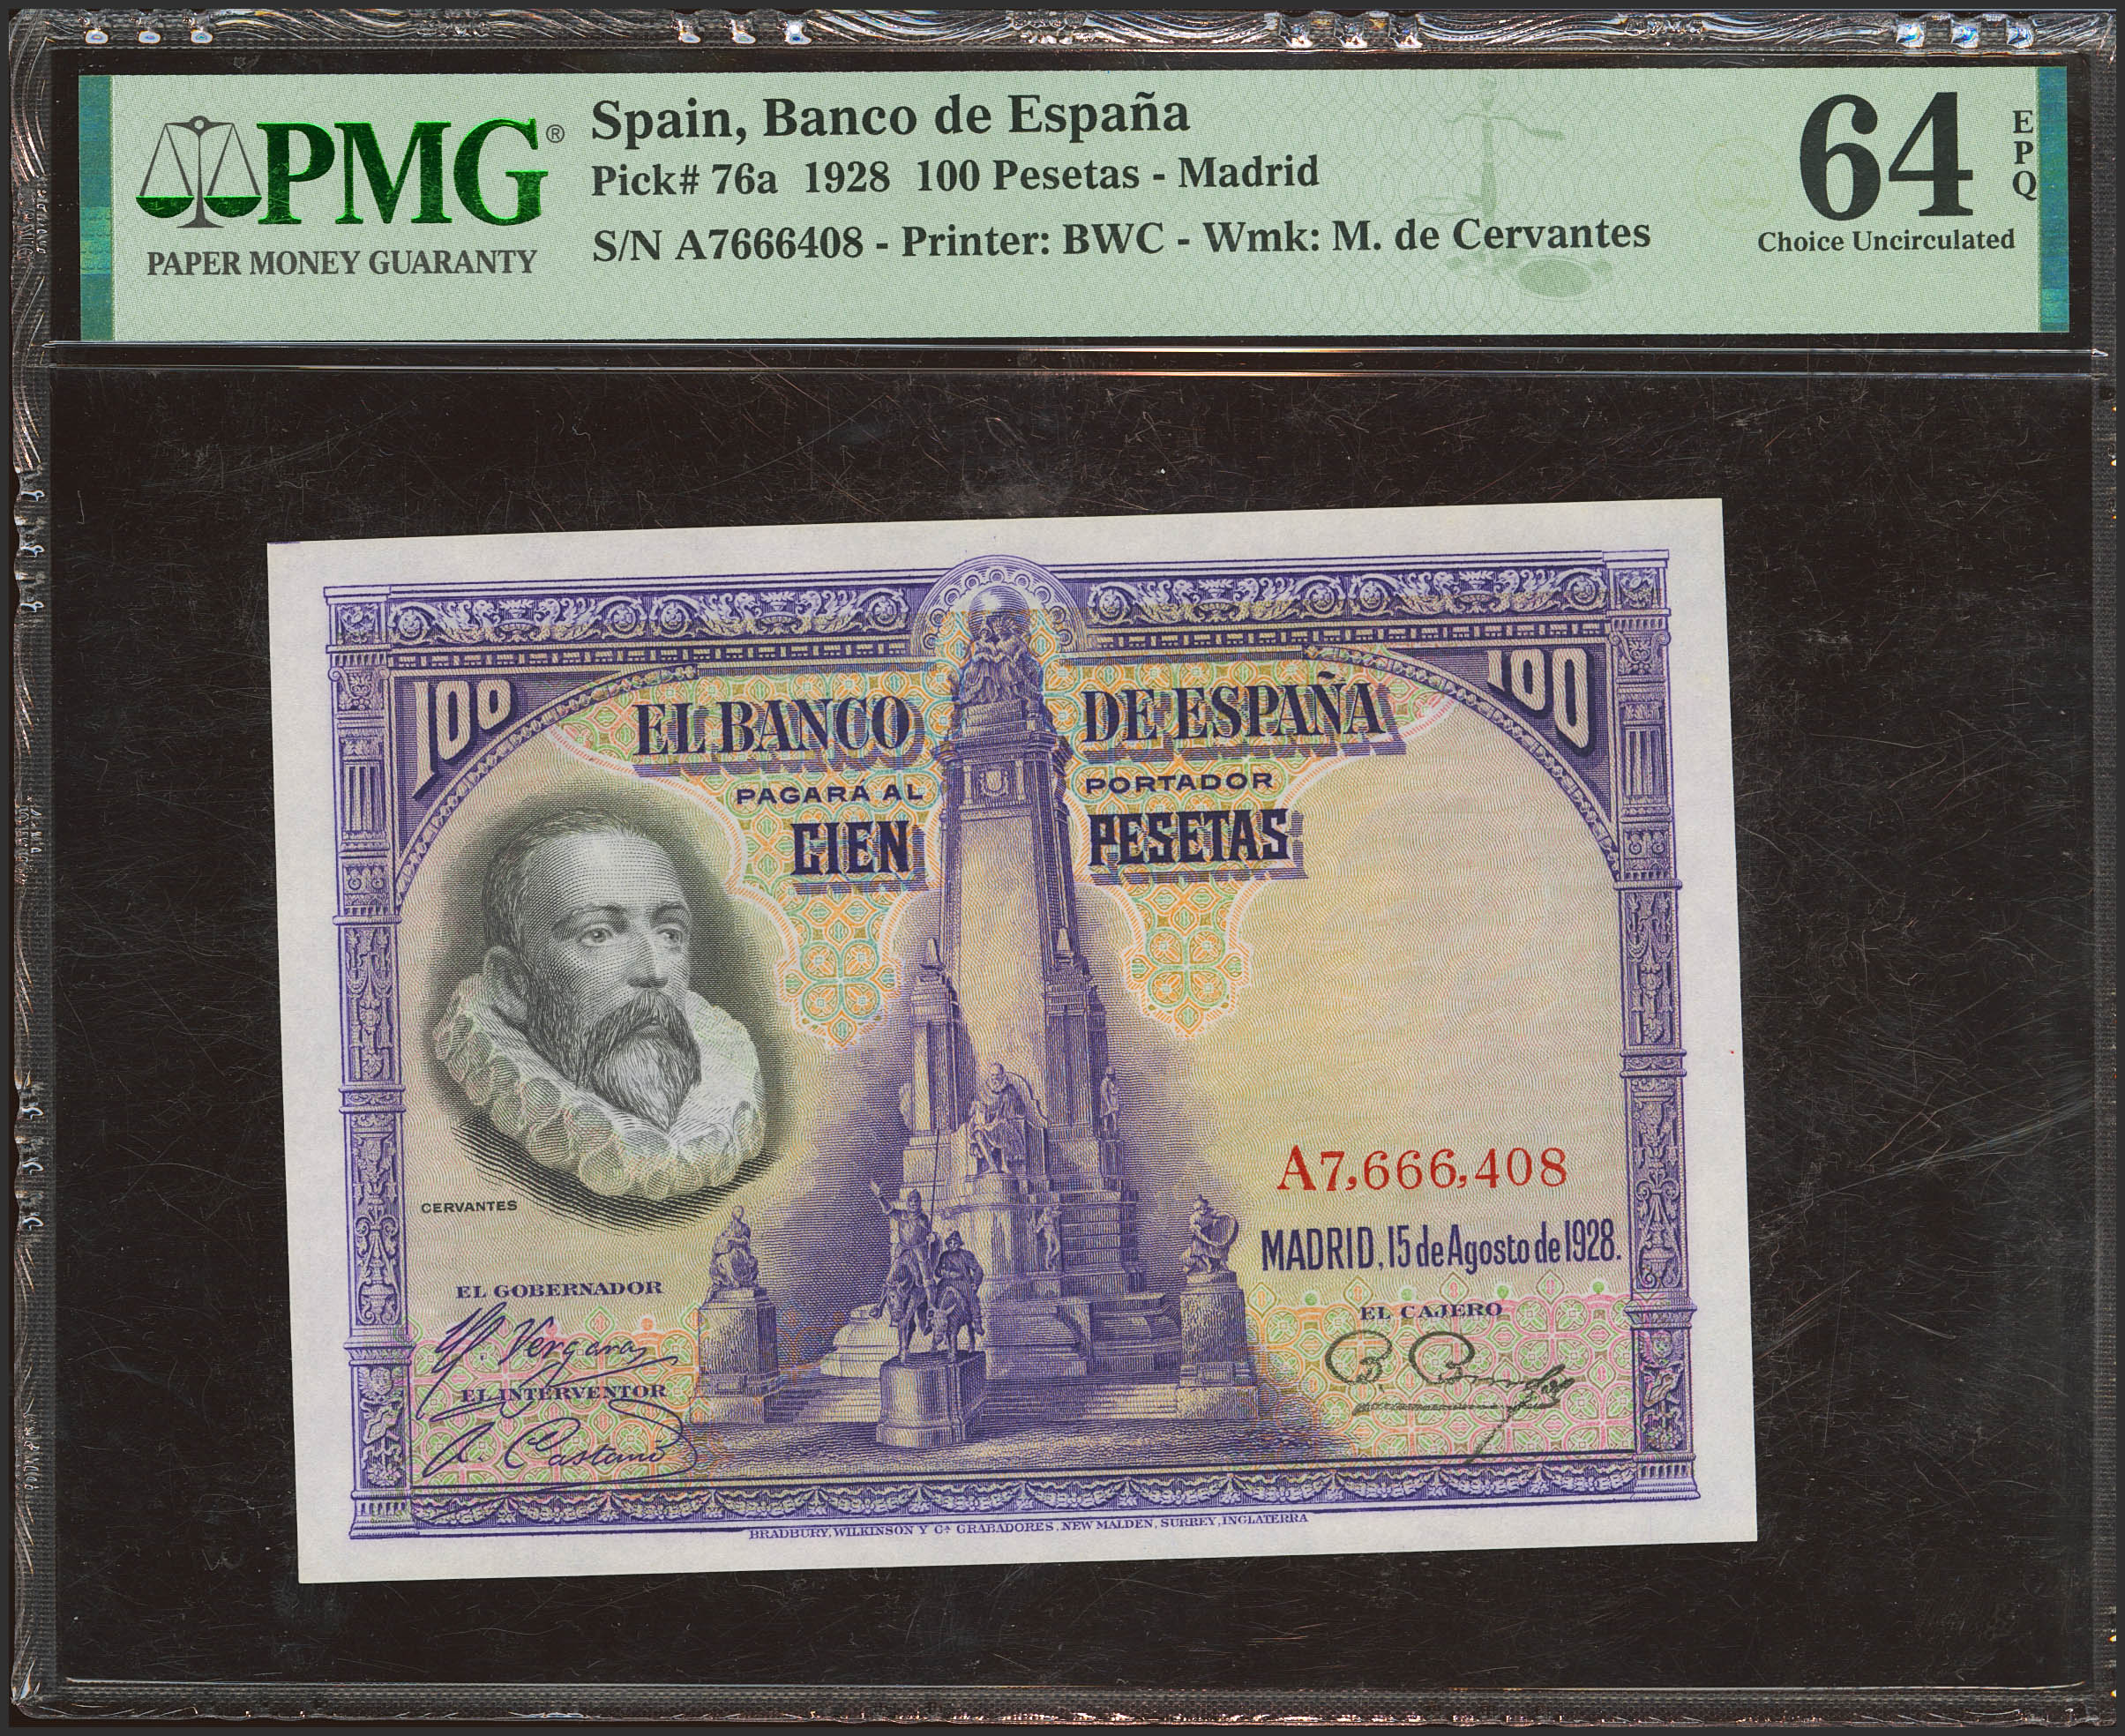 PMG®
PAPER MONEY GUARANTY
Spain, Banco de España
Pick# 76a 1928 100 Pesetas - Madrid
S/N A7666408 - Printer: BWC - Wmk: M. de Cervantes
64 EPQ
Choice Uncirculated
100
100
EL BANCO DE ESPAÑA
PAGARÁ AL PORTADOR
CIEN PESETAS
CERVANTES
A7,666,408
MADRID, 15 de Agosto de 1928.
EL GOBERNADOR
Vergara
EL INTERVENTOR
EL CAJERO
BRADBURY, WILKINSON Y Cª GRABADORES, NEW MALDEN, SURREY, INGLATERRA